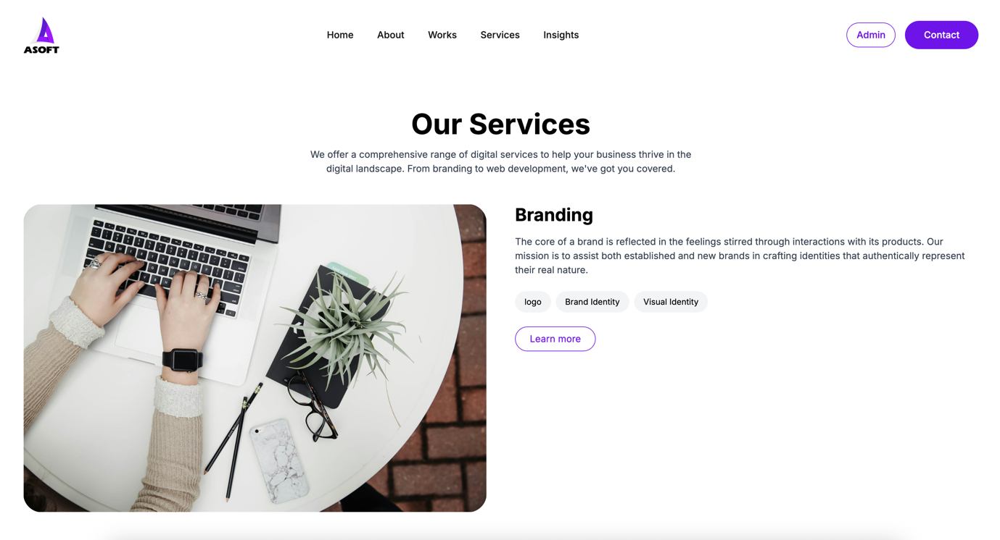 ASOFT
Home
About
Works
Services
Insights
Admin
Contact
Our Services
We offer a comprehensive range of digital services to help your business thrive in the
digital landscape. From branding to web development, we've got you covered.
Branding
The core of a brand is reflected in the feelings stirred through interactions with its products. Our
mission is to assist both established and new brands in crafting identities that authentically represent
their real nature.
logo
Brand Identity
Visual Identity
Learn more